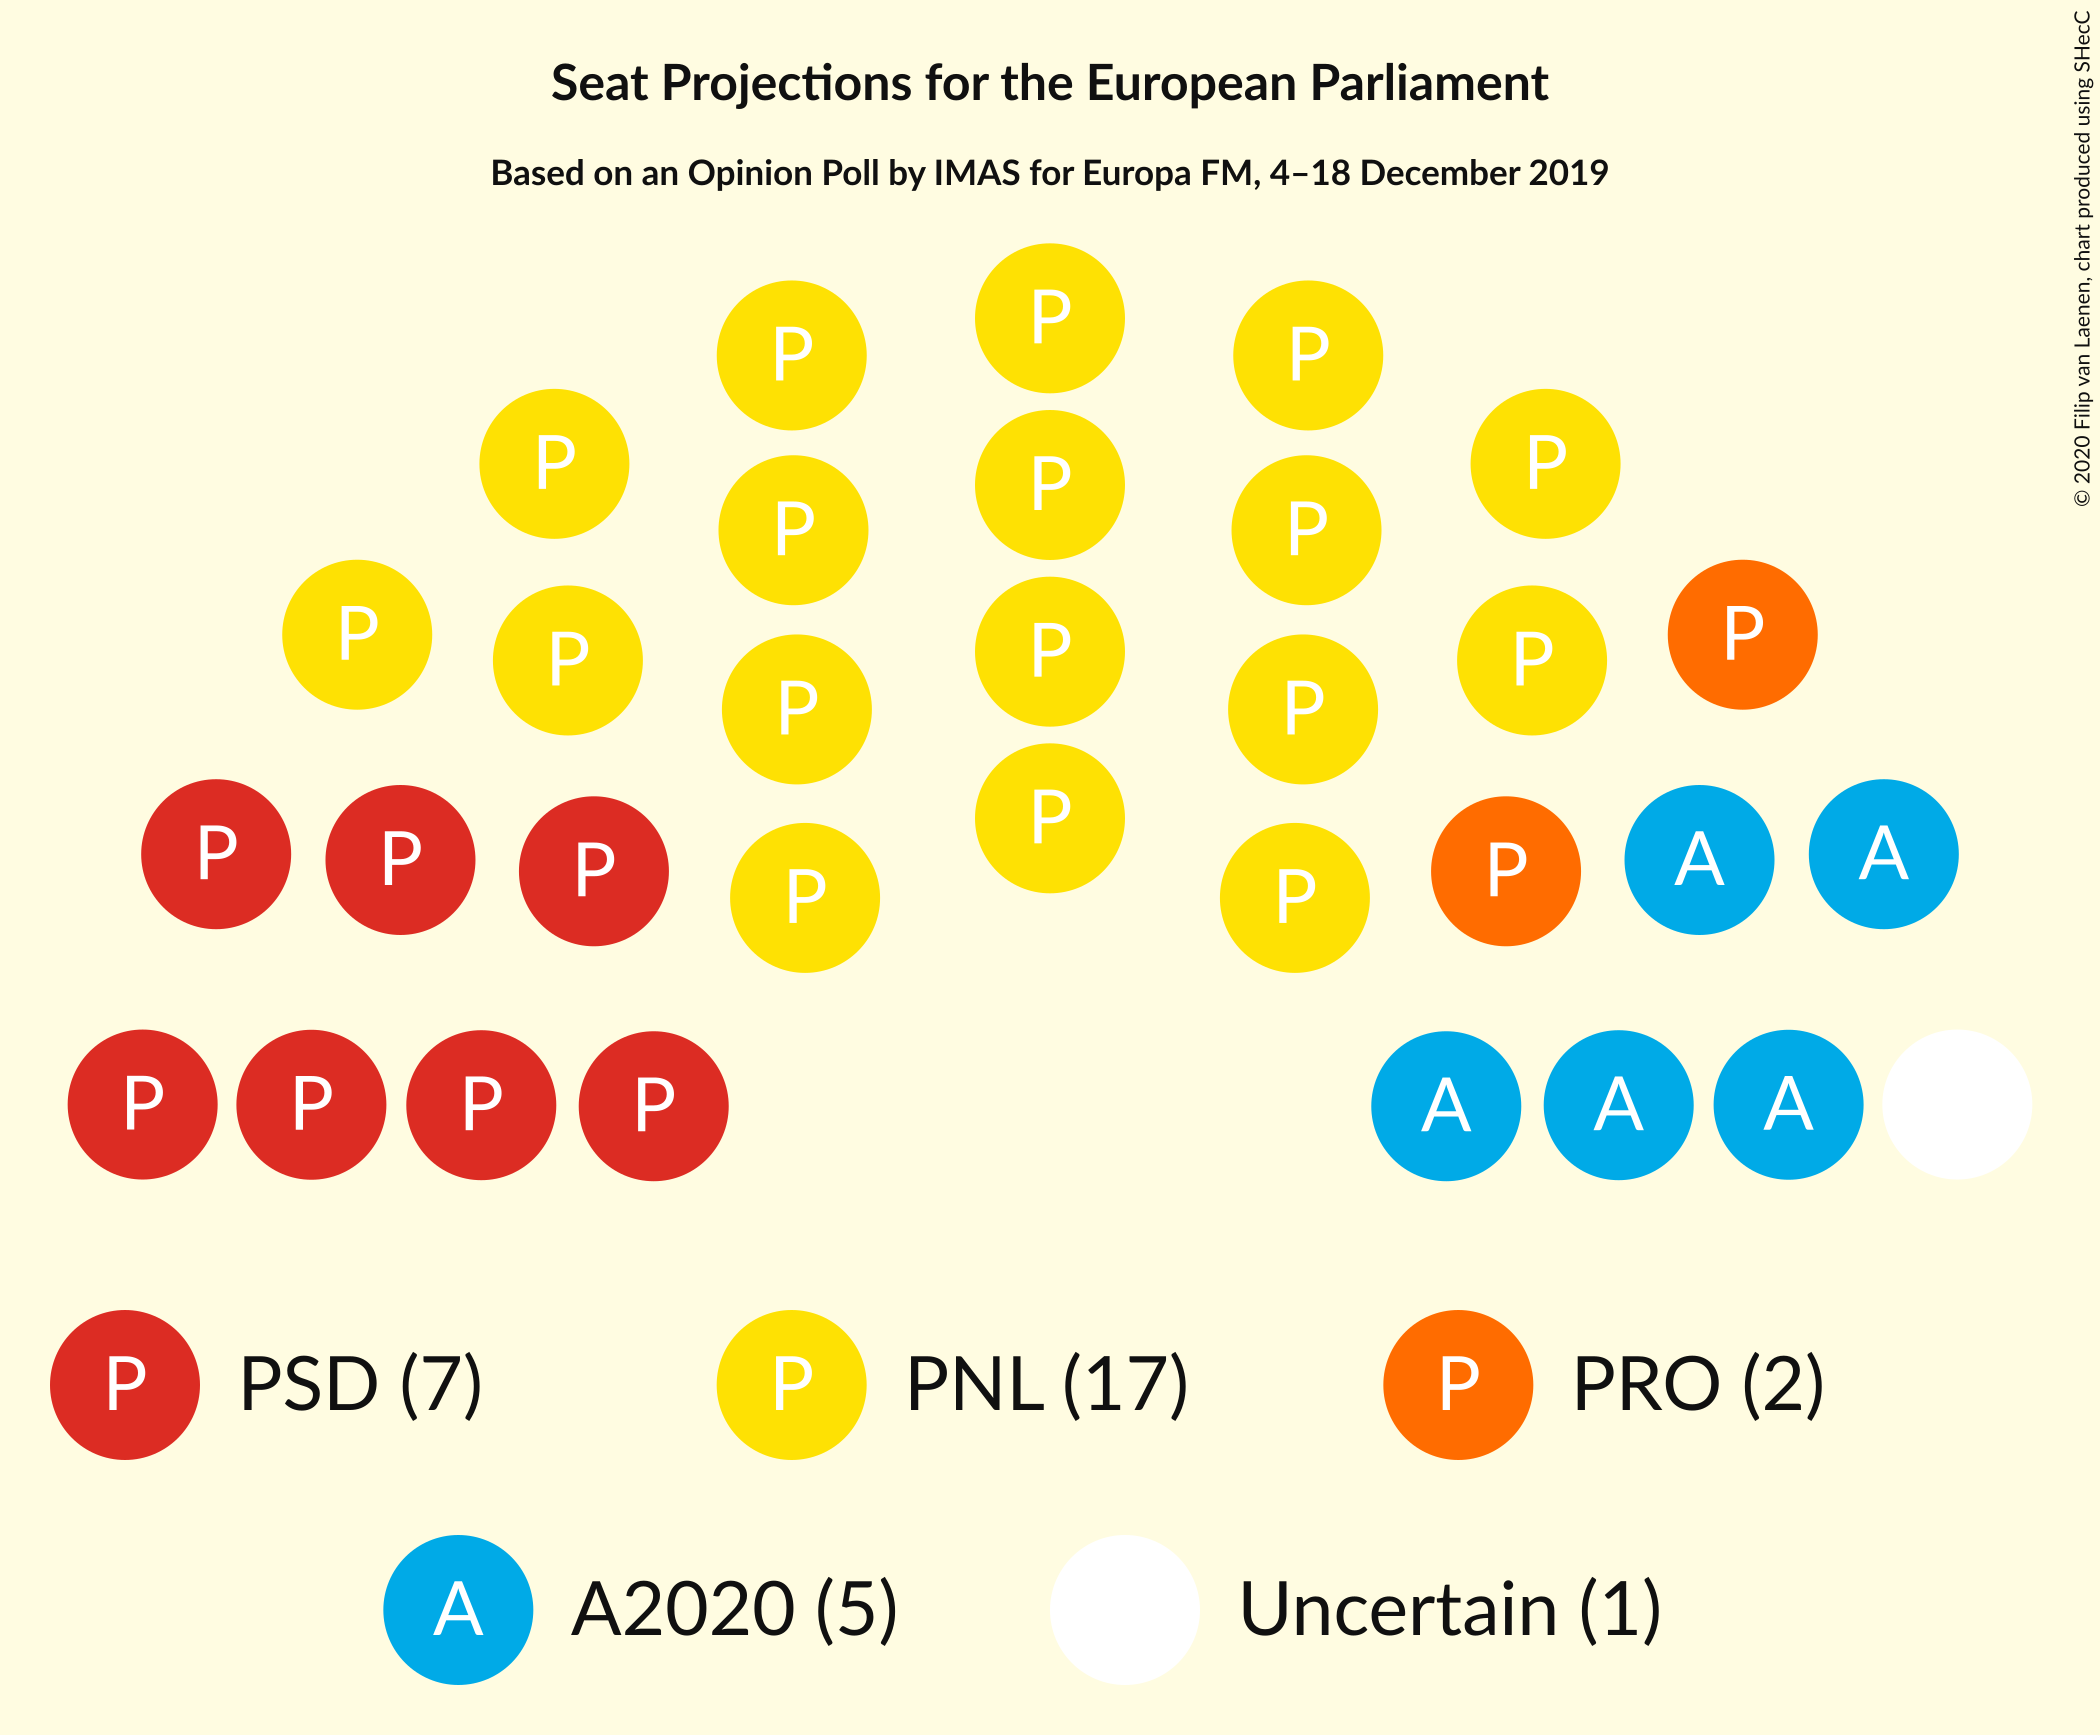 Seat Projections for the European Parliament
Based on an Opinion Poll by IMAS for Europa FM, 4–18 December 2019
© 2020 Filip van Laenen, chart produced using SHecC
P
P P
P P
P
P P
P P
P P
P
P P
P P
P
P P
A A
P P
P P
P P
P P P P A A A
P PSD (7) P PNL (17) P PRO (2)
A A2020 (5) Uncertain (1)